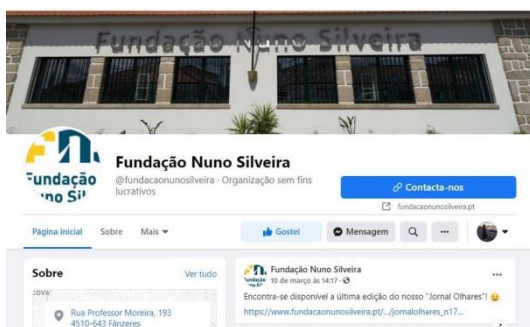 Fundação Nuno Silveira
Fundação
Fundação Nuno Silveira
@fundacaonunosilveira · Organização sem fins
lucrativos
Contacta-nos
fundacaonunosilveira.pt
Página inicial
Sobre
Mais
Gostei
Mensagem
Sobre
Ver tudo
Rua Professor Moreira, 193
4510-643 Fânzeres
Fundação Nuno Silveira
10 de março às 14:17
Encontra-se disponível a última edição do nosso "Jornal Olhares"!
https://www.fundacaonunosilveira.pt/.../jornalolhares_n17...